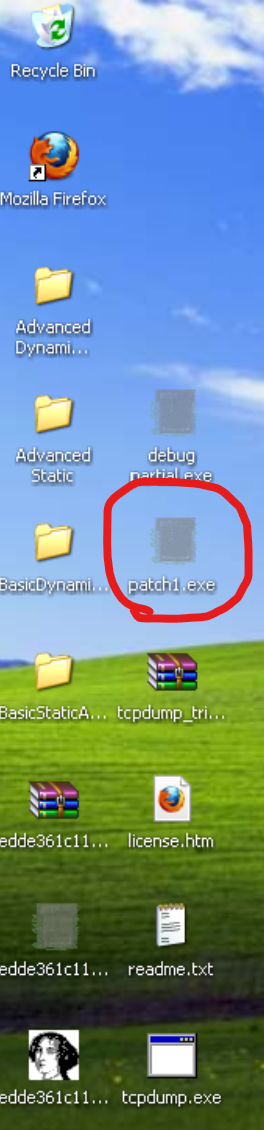 Recycle Bin
Mozilla Firefox
Advanced
Dynami...
Advanced
Static
debug
partial.exe
BasicDynami...
patch1.exe
BasicStaticA...
tcpdump_tri...
edde361c11...
license.htm
edde361c11...
readme.txt
edde361c11...
tcpdump.exe